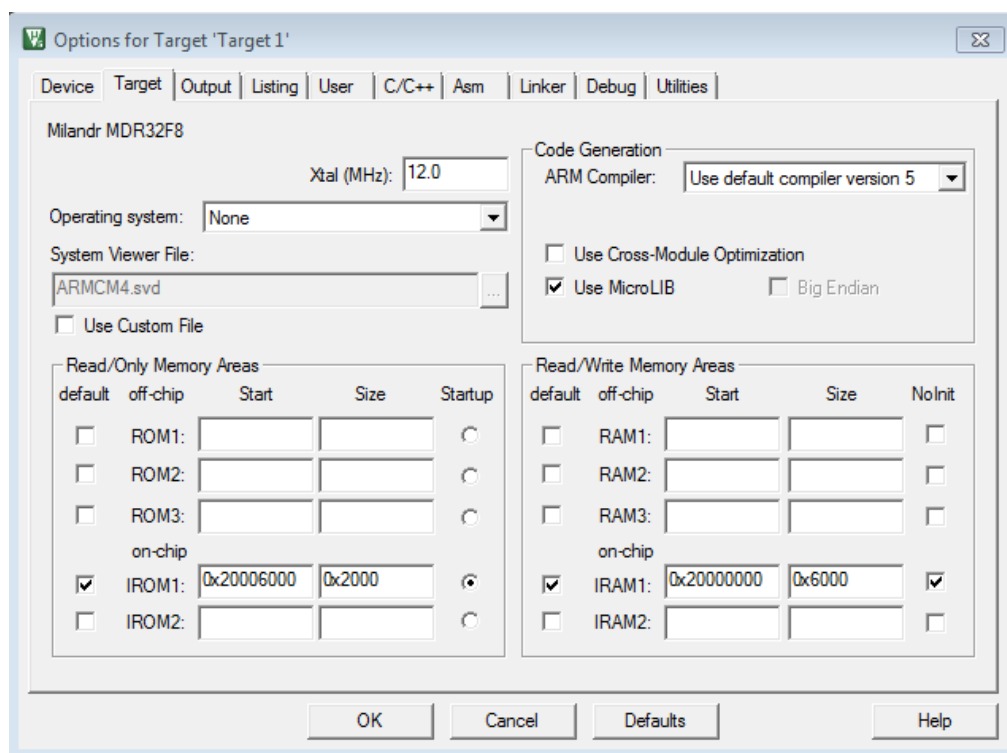 Options for Target 'Target 1'
Device Target Output Listing User C/C++ Asm Linker Debug Utilities
Milandr MDR32F8
Xtal (MHz): 12.0
Operating system: None
System Viewer File:
ARMCM4.svd
...
Use Custom File
Code Generation
ARM Compiler: Use default compiler version 5
Use Cross-Module Optimization
Use MicroLIB Big Endian
Read/Only Memory Areas
default off-chip Start Size Startup
ROM1:
ROM2:
ROM3:
on-chip
IROM1: 0x20006000 0x2000
IROM2:
Read/Write Memory Areas
default off-chip Start Size NoInit
RAM1:
RAM2:
RAM3:
on-chip
IRAM1: 0x20000000 0x6000
IRAM2:
OK Cancel Defaults Help